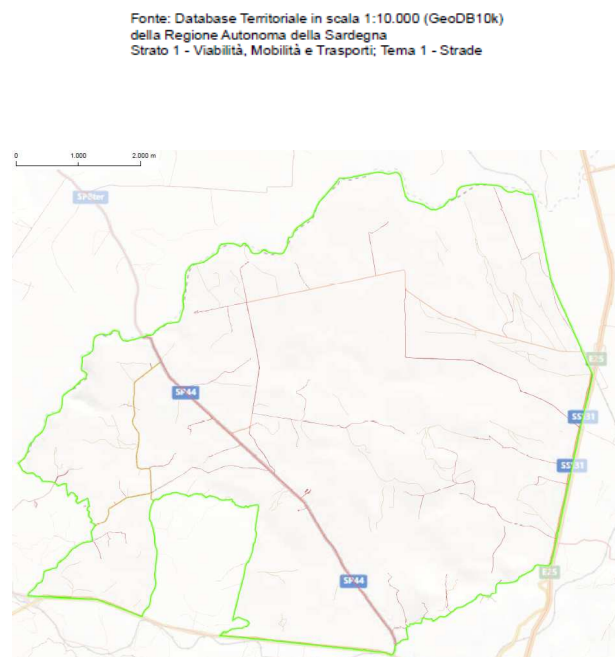 Fonte: Database Territoriale in scala 1:10.000 (GeoDB10k)
della Regione Autonoma della Sardegna
Strato 1 - Viabilità, Mobilità e Trasporti; Tema 1 - Strade
0 1.000 2.000 m
SP44
SS131
SS131
E25
SP44